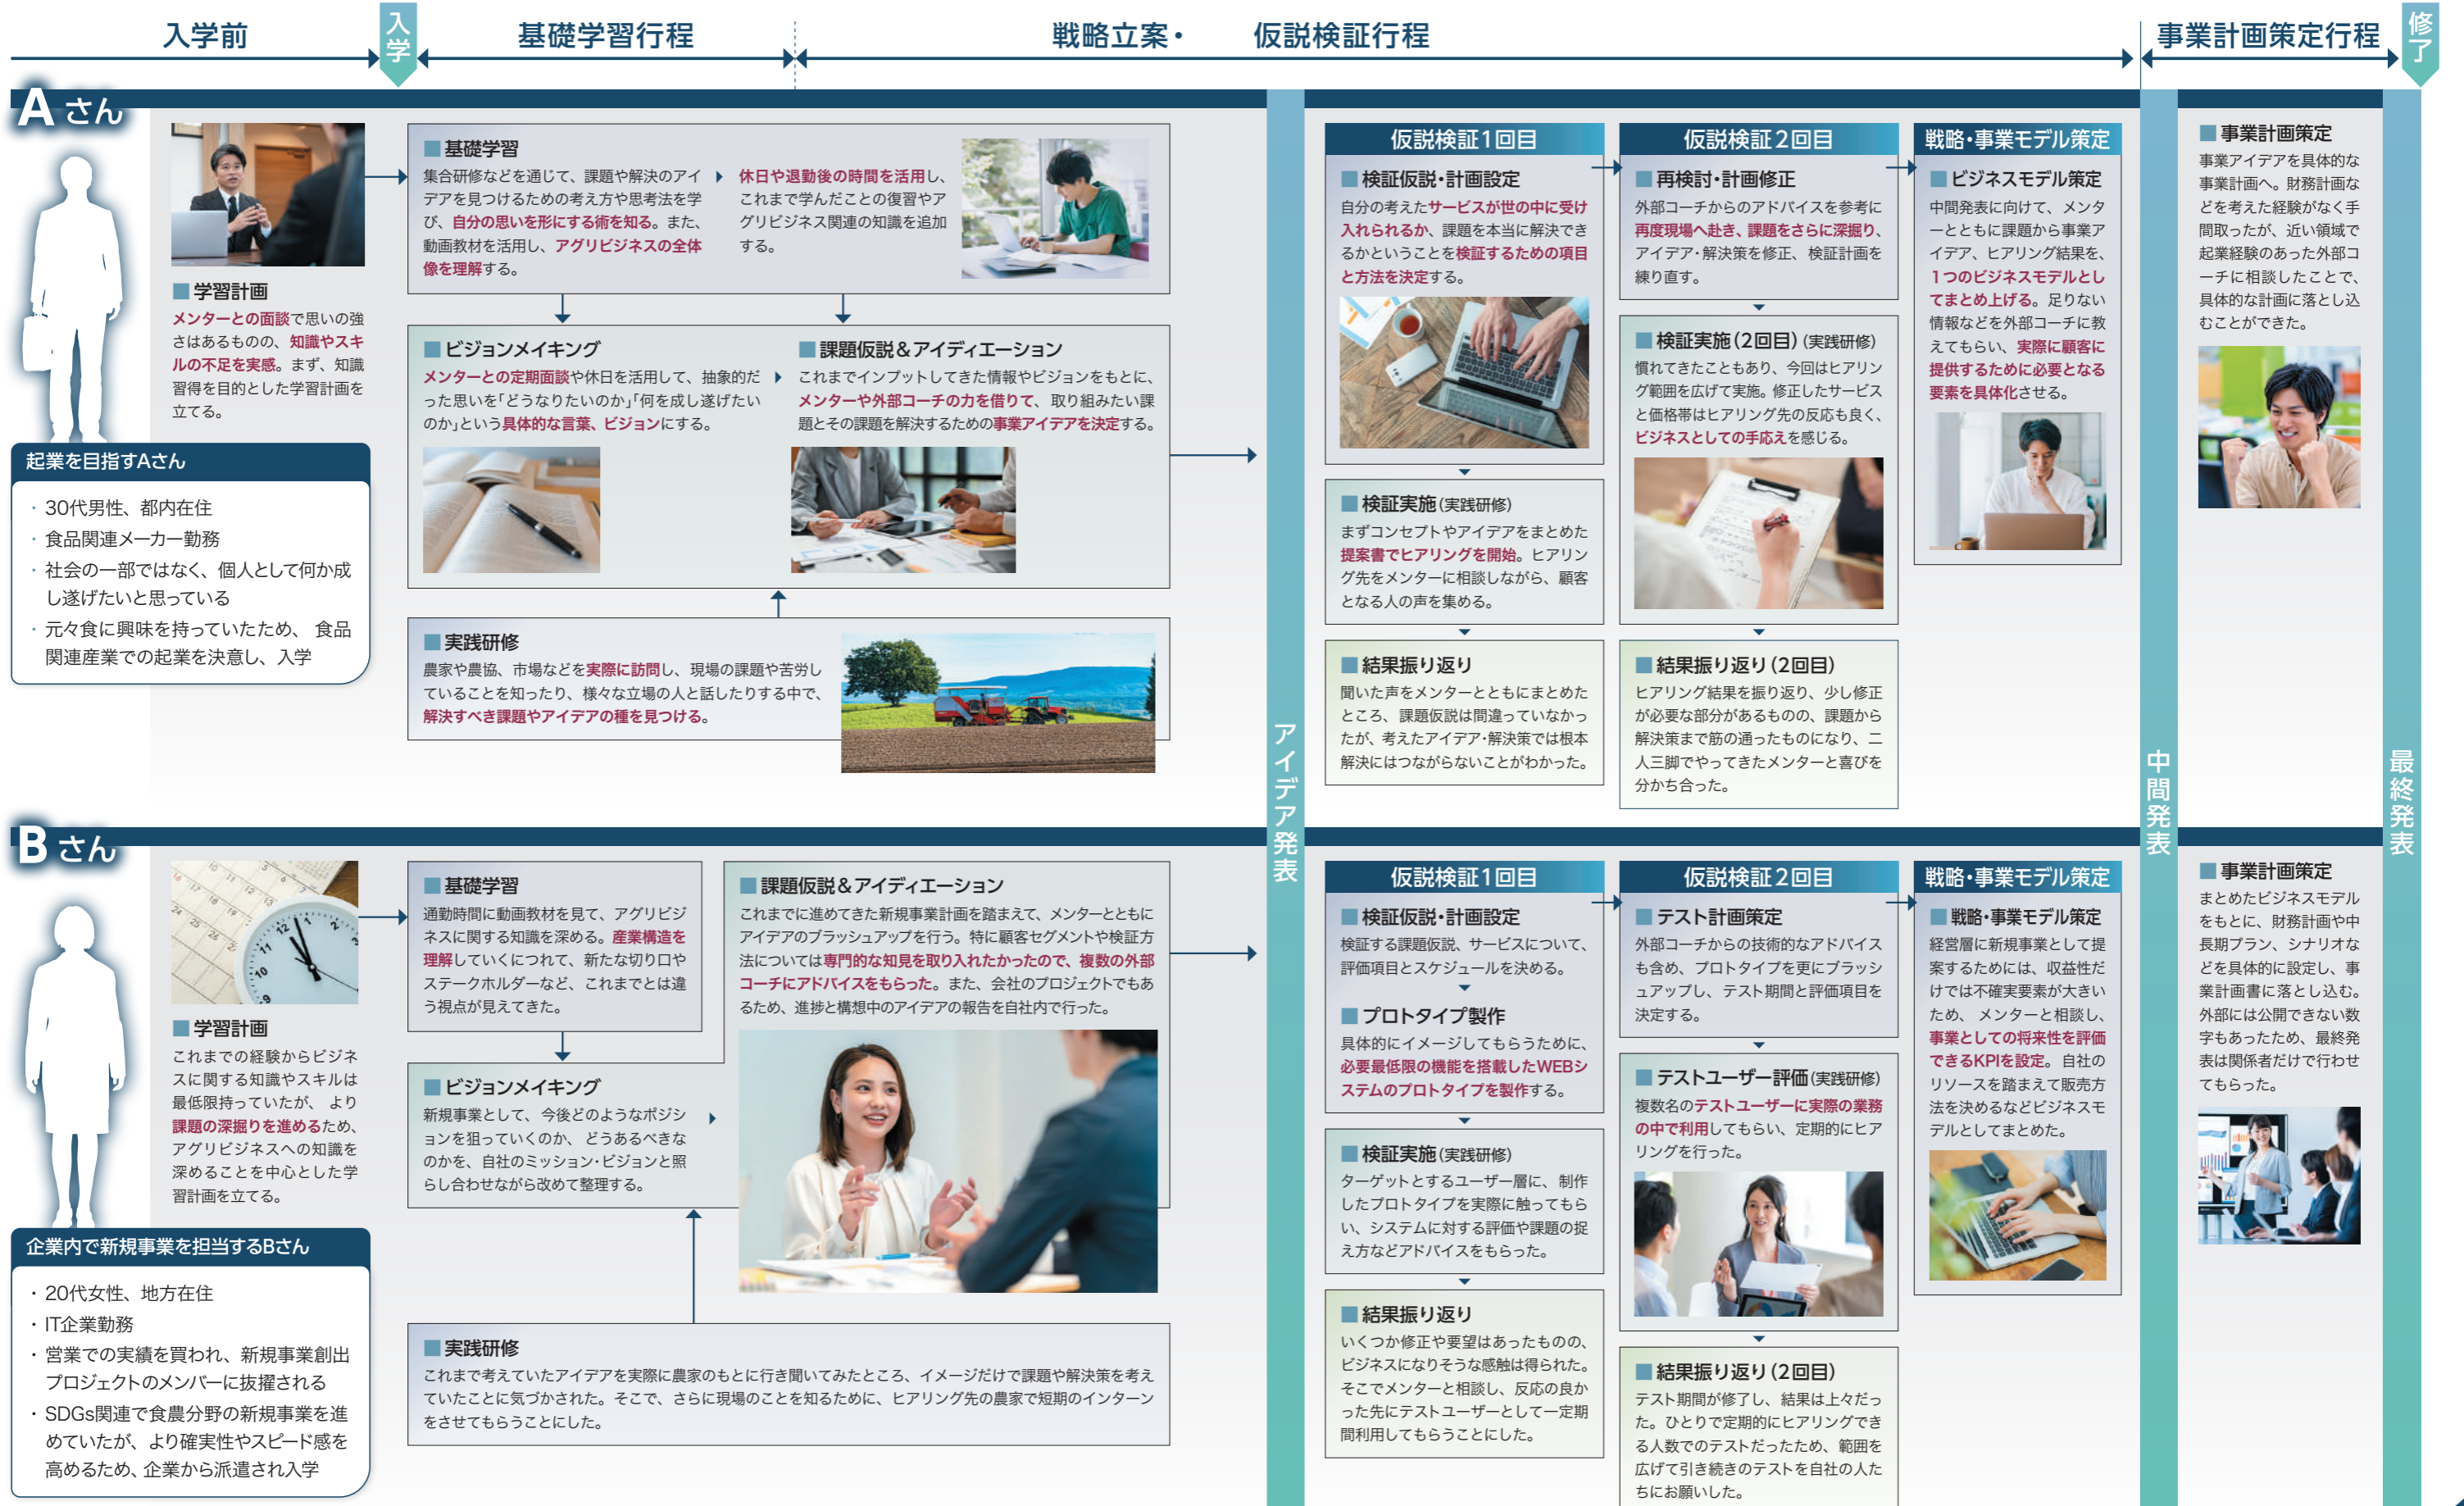 入学前
入学
基礎学習行程
戦略立案・
仮説検証行程
事業計画策定行程
修了
Aさん
■学習計画
メンターとの面談で思いの強
さはあるものの、知識やスキ
ルの不足を実感。まず、知識
習得を目的とした学習計画を
立てる。
起業を目指すAさん
・30代男性、都内在住
・食品関連メーカー勤務
・社会の一部ではなく、個人として何か成
し遂げたいと思っている
・元々食に興味を持っていたため、食品
関連産業での起業を決意し、入学
■基礎学習
集合研修などを通じて、課題や解決のアイ
デアを見つけるための考え方や思考法を学
び、自分の思いを形にする術を知る。また、
動画教材を活用し、アグリビジネスの全体
像を理解する。
休日や退勤後の時間を活用し、
これまで学んだことの復習やア
グリビジネス関連の知識を追加
する。
■ビジョンメイキング
メンターとの定期面談や休日を活用して、抽象的だ
った思いを「どうなりたいのか」「何を成し遂げたい
のか」という具体的な言葉、ビジョンにする。
■課題仮説&アイディエーション
これまでインプットしてきた情報やビジョンをもとに、
メンターや外部コーチの力を借りて、取り組みたい課
題とその課題を解決するための事業アイデアを決定する。
■実践研修
農家や農協、市場などを実際に訪問し、現場の課題や苦労し
ていることを知ったり、様々な立場の人と話したりする中で、
解決すべき課題やアイデアの種を見つける。
アイデア発表
仮説検証1回目
■検証仮説・計画設定
自分の考えたサービスが世の中に受け
入れられるか、課題を本当に解決でき
るかということを検証するための項目
と方法を決定する。
■検証実施(実践研修)
まずコンセプトやアイデアをまとめた
提案書でヒアリングを開始。ヒアリン
グ先をメンターに相談しながら、顧客
となる人の声を集める。
■結果振り返り
聞いた声をメンターとともにまとめた
ところ、課題仮説は間違っていなかっ
たが、考えたアイデア・解決策では根本
解決にはつながらないことがわかった。
仮説検証2回目
■再検討・計画修正
外部コーチからのアドバイスを参考に
再度現場へ赴き、課題をさらに深掘り、
アイデア・解決策を修正、検証計画を
練り直す。
■検証実施(2回目)(実践研修)
慣れてきたこともあり、今回はヒアリン
グ範囲を広げて実施。修正したサービス
と価格帯はヒアリング先の反応も良く、
ビジネスとしての手応えを感じる。
■結果振り返り(2回目)
ヒアリング結果を振り返り、少し修正
が必要な部分があるものの、課題から
解決策まで筋の通ったものになり、二
人三脚でやってきたメンターと喜びを
分かち合った。
戦略・事業モデル策定
■ビジネスモデル策定
中間発表に向けて、メンタ
ーとともに課題から事業ア
イデア、ヒアリング結果を、
1つのビジネスモデルとし
てまとめ上げる。足りない
情報などを外部コーチに教
えてもらい、実際に顧客に
提供するために必要となる
要素を具体化させる。
中間発表
■事業計画策定
事業アイデアを具体的な
事業計画へ。財務計画な
どを考えた経験がなく手
間取ったが、近い領域で
起業経験のあった外部コ
ーチに相談したことで、
具体的な計画に落とし込
むことができた。
最終発表
Bさん
■学習計画
これまでの経験からビジネ
スに関する知識やスキルは
最低限持っていたが、より
課題の深掘りを進めるため、
アグリビジネスへの知識を
深めることを中心とした学
習計画を立てる。
企業内で新規事業を担当するBさん
・20代女性、地方在住
・IT企業勤務
・営業での実績を買われ、新規事業創出
プロジェクトのメンバーに抜擢される
・SDGs関連で食農分野の新規事業を進
めていたが、より確実性やスピード感を
高めるため、企業から派遣され入学
■基礎学習
通勤時間に動画教材を見て、アグリビジ
ネスに関する知識を深める。産業構造を
理解していくにつれて、新たな切り口や
ステークホルダーなど、これまでとは違
う視点が見えてきた。
■ビジョンメイキング
新規事業として、今後どのようなポジシ
ョンを狙っていくのか、どうあるべきな
のかを、自社のミッション・ビジョンと照
らし合わせながら改めて整理する。
■課題仮説&アイディエーション
これまでに進めてきた新規事業計画を踏まえて、メンターとともに
アイデアのブラッシュアップを行う。特に顧客セグメントや検証方
法については専門的な知見を取り入れたかったので、複数の外部
コーチにアドバイスをもらった。また、会社のプロジェクトでもあ
るため、進捗と構想中のアイデアの報告を自社内で行った。
■実践研修
これまで考えていたアイデアを実際に農家のもとに行き聞いてみたところ、イメージだけで課題や解決策を考え
ていたことに気づかされた。そこで、さらに現場のことを知るために、ヒアリング先の農家で短期のインターン
をさせてもらうことにした。
仮説検証1回目
■検証仮説・計画設定
検証する課題仮説、サービスについて、
評価項目とスケジュールを決める。
■プロトタイプ製作
具体的にイメージしてもらうために、
必要最低限の機能を搭載したWEBシ
ステムのプロトタイプを製作する。
■検証実施(実践研修)
ターゲットとするユーザー層に、制作
したプロトタイプを実際に触ってもら
い、システムに対する評価や課題の捉
え方などアドバイスをもらった。
■結果振り返り
いくつか修正や要望はあったものの、
ビジネスになりそうな感触は得られた。
そこでメンターと相談し、反応の良か
った先にテストユーザーとして一定期
間利用してもらうことにした。
仮説検証2回目
■テスト計画策定
外部コーチからの技術的なアドバイス
も含め、プロトタイプを更にブラッシ
ュアップし、テスト期間と評価項目を
決定する。
■テストユーザー評価(実践研修)
複数名のテストユーザーに実際の業務
の中で利用してもらい、定期的にヒア
リングを行った。
■結果振り返り(2回目)
テスト期間が修了し、結果は上々だっ
た。ひとりで定期的にヒアリングでき
る人数でのテストだったため、範囲を
広げて引き続きのテストを自社の人た
ちにお願いした。
戦略・事業モデル策定
■戦略・事業モデル策定
経営層に新規事業として提
案するためには、収益性だ
けでは不確実要素が大きい
ため、メンターと相談し、
事業としての将来性を評価
できるKPIを設定。自社の
リソースを踏まえて販売方
法を決めるなどビジネスモ
デルとしてまとめた。
■事業計画策定
まとめたビジネスモデル
をもとに、財務計画や中
長期プラン、シナリオな
どを具体的に設定し、事
業計画書に落とし込む。
外部には公開できない数
字もあったため、最終発
表は関係者だけで行わせ
てもらった。